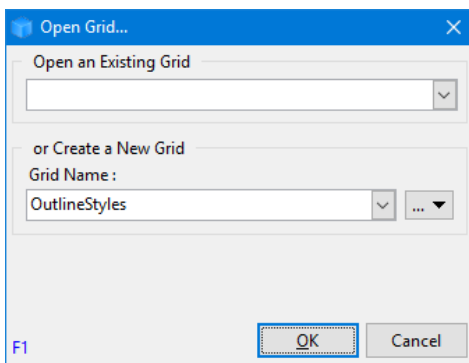 Open Grid...
Open an Existing Grid
or Create a New Grid
Grid Name :
OutlineStyles
...
F1
OK
Cancel